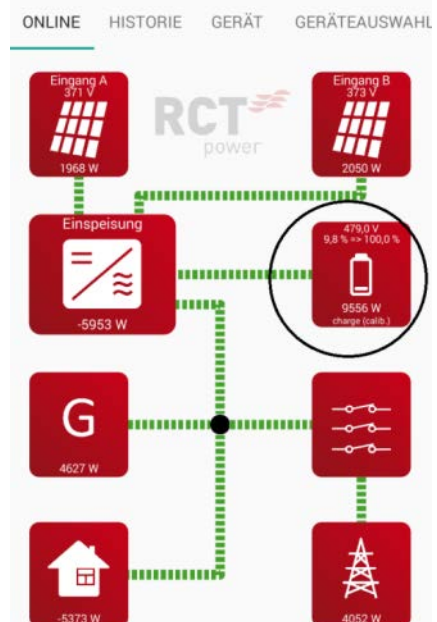 ONLINE HISTORIE GERÄT GERÄTEAUSWAHL
Eingang A
371 V
1968 W
RCT
power
Eingang B
373 V
2050 W
Einspeisung
-5953 W
479,0 V
9,8 % => 100,0 %
9556 W
charge (calib.)
G
4627 W
-5373 W
4052 W